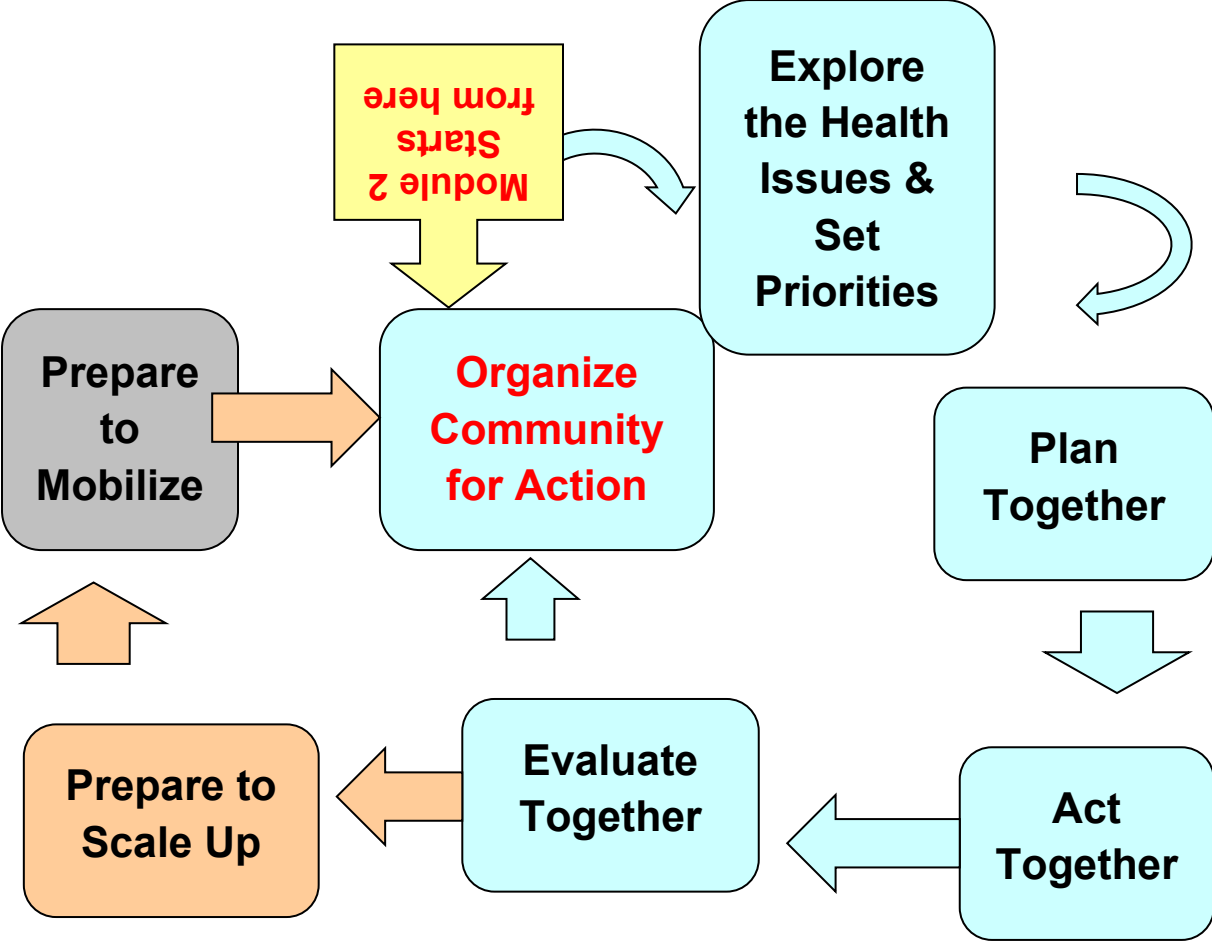 Module 2
Starts
from here
Explore
the Health
Issues &
Set
Priorities
Prepare
to
Mobilize
Organize
Community
for Action
Plan
Together
Prepare to
Scale Up
Evaluate
Together
Act
Together